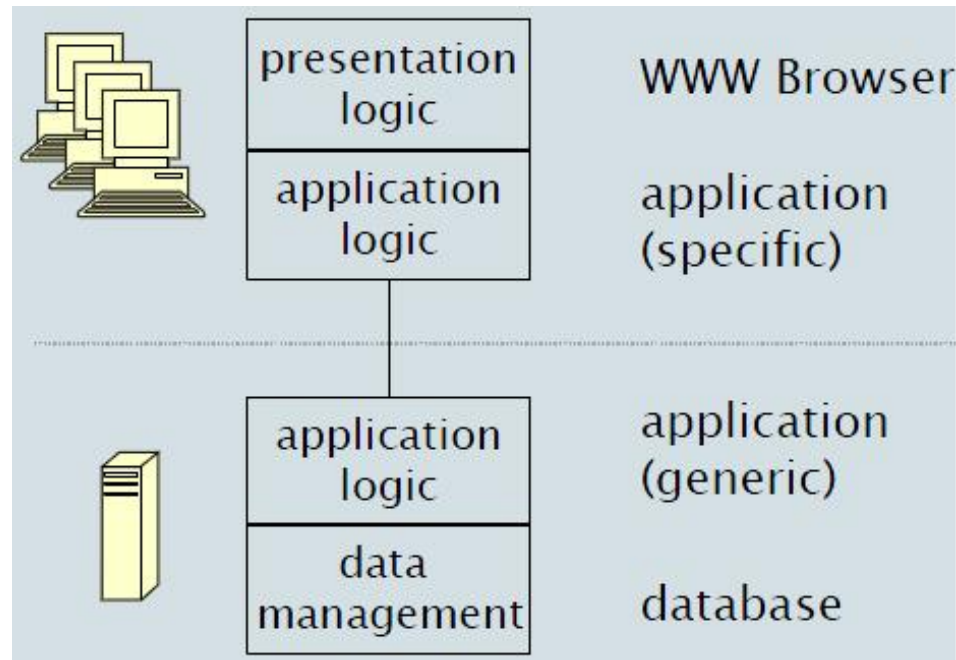 presentation
logic
WWW Browser
application
logic
application
(specific)
application
logic
application
(generic)
data
management
database